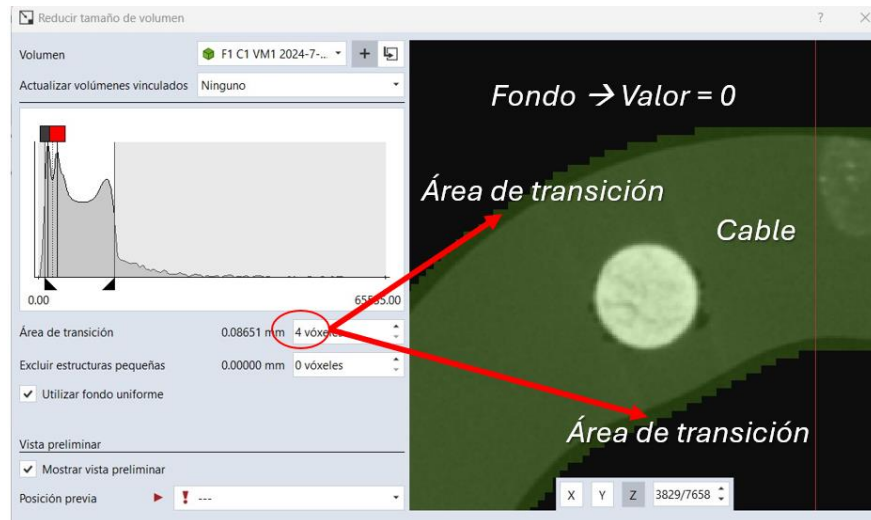 Reducir tamaño de volumen
Volumen F1 C1 VM1 2024-7-...
Actualizar volúmenes vinculados Ninguno
0.00 65535.00
Área de transición 0.08651 mm 4 vóxeles
Excluir estructuras pequeñas 0.00000 mm 0 vóxeles
Utilizar fondo uniforme
Vista preliminar
Mostrar vista preliminar
Posición previa ---
Fondo → Valor = 0
Área de transición
Cable
Área de transición
X Y Z 3829/7658